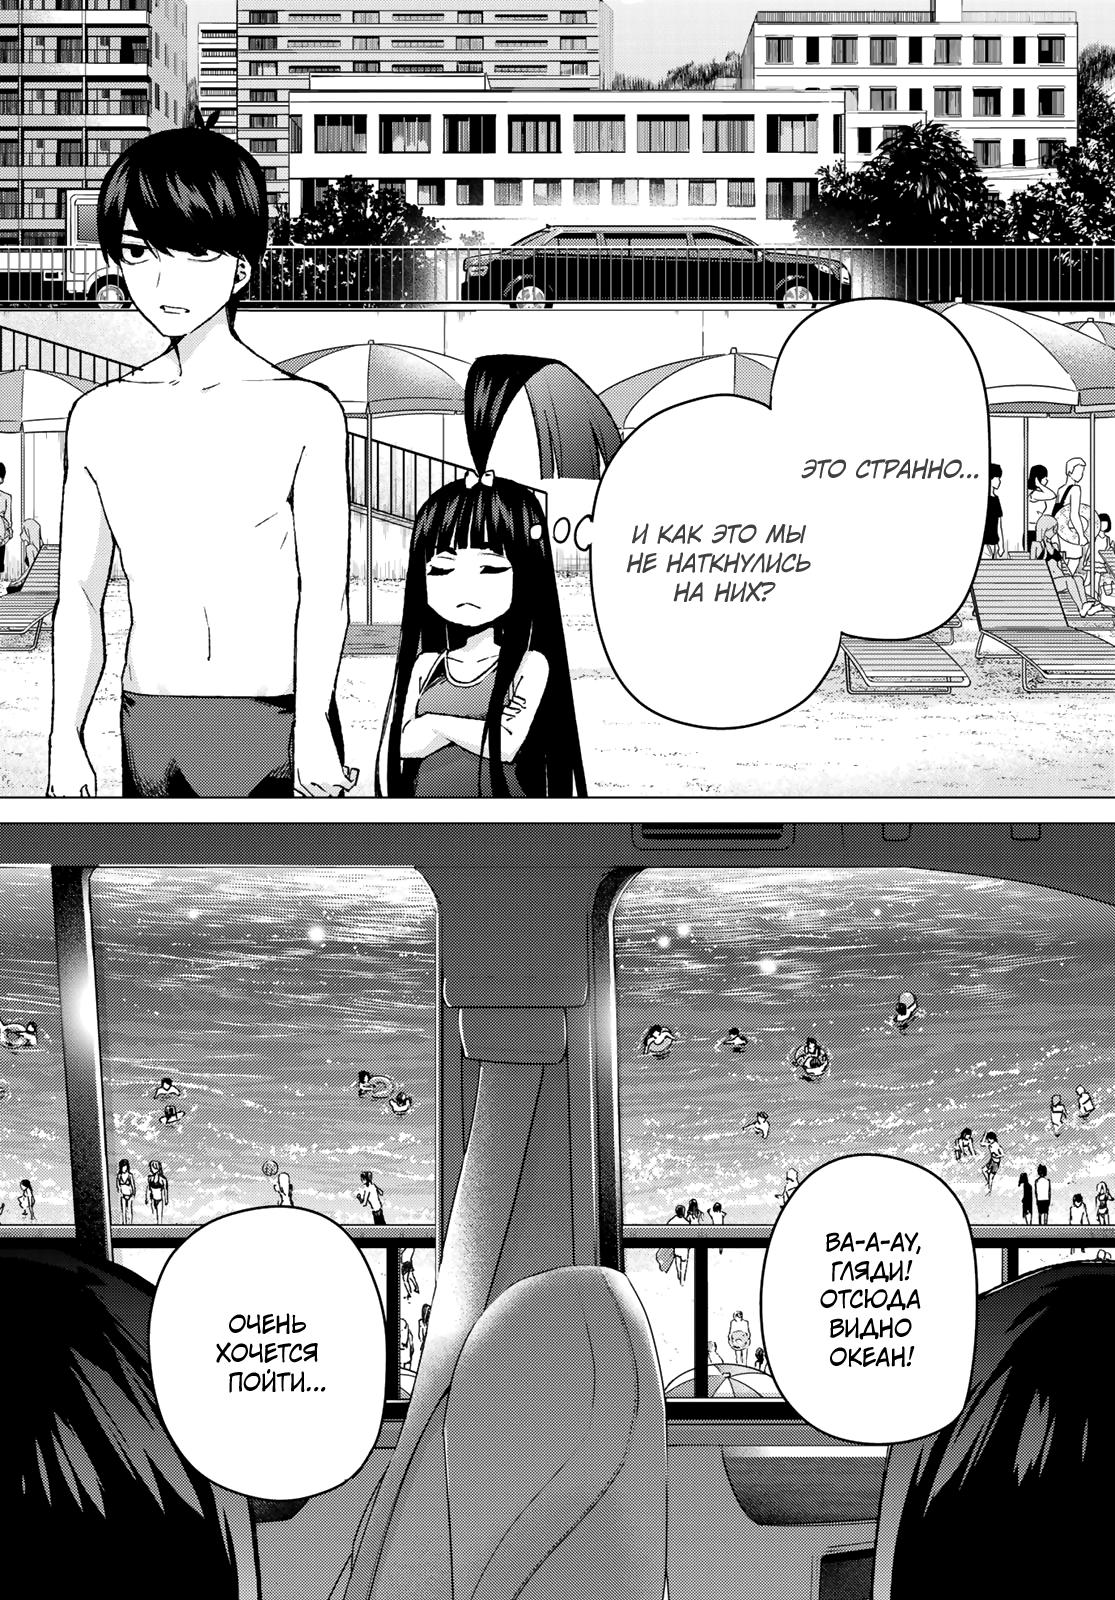 ЭТО СТРАННО...
И КАК ЭТО МЫ
НЕ НАТКНУЛИСЬ
НА НИХ?
ВА-А-АУ,
ГЛЯДИ!
ОТСЮДА
ВИДНО
ОКЕАН!
ОЧЕНЬ
ХОЧЕТСЯ
ПОЙТИ...